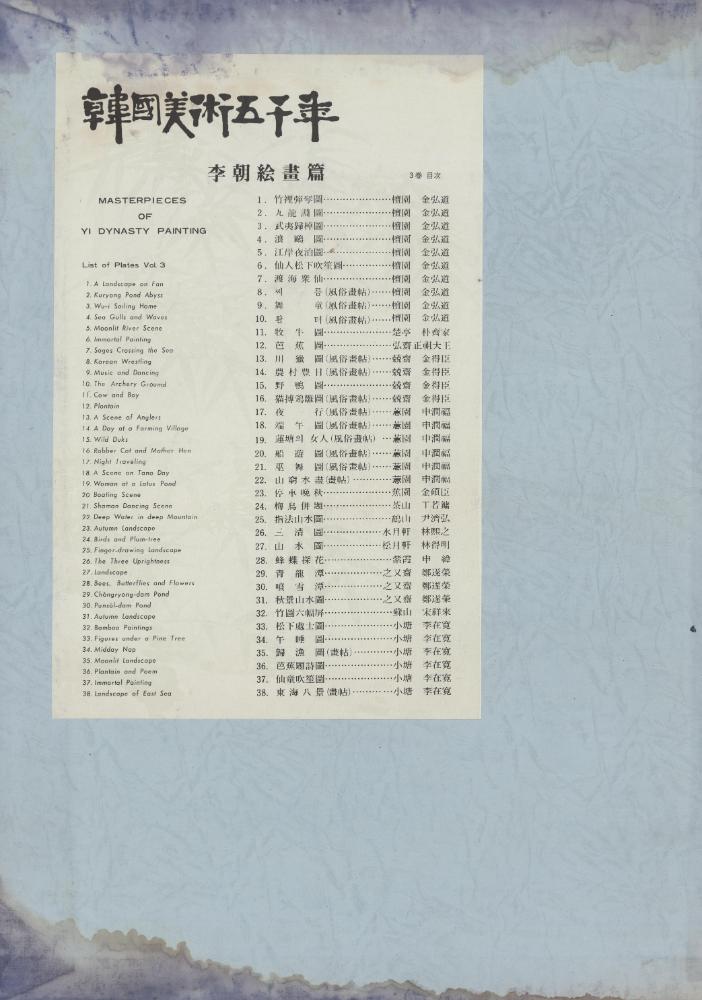 韓國美術五千年
李朝絵畫篇
3巻 目次
MASTERPIECES
OF
YI DYNASTY PAINTING
List of Plates Vol. 3
1. A Landscape on Fan
2. Kuryong Pond Abyss
3. Wu-i Sailing Home
4. Sea Gulls and Waves
5. Moonlit River Scene
6. Immortal Painting
7. Sages Crossing the Sea
8. Korean Wrestling
9. Music and Dancing
10. The Archery Ground
11. Cow and Boy
12. Plantain
13. A Scene of Anglers
14. A Day at a Farming Village
15. Wild Duks
16. Robber Cat and Mother Hen
17. Night Traveling
18. A Scene on Tano Day
19. Woman at a Lotus Pond
20. Boating Scene
21. Shaman Dancing Scene
22. Deep Water in deep Mountain
23. Autumn Landscape
24. Birds and Plum-tree
25. Finger-drawing Landscape
26. The Three Uprightness
27. Landscape
28. Bees, Butterflies and Flowers
29. Chŏngryong-dam Pond
30. Punsŏl-dam Pond
31. Autumn Landscape
32. Bamboo Paintings
33. Figures under a Pine Tree
34. Midday Nap
35. Moonlit Landscape
36. Plantain and Poem
37. Immortal Painting
38. Landscape of East Sea
1. 竹裡弾琴圖……檀園 金弘道
2. 九龍淵圖……檀園 金弘道
3. 武夷歸棹圖……檀園 金弘道
4. 浪鷗圖……檀園 金弘道
5. 江岸夜泊圖……檀園 金弘道
6. 仙人松下吹笙圖……檀園 金弘道
7. 渡海衆仙……檀園 金弘道
8. 씨름(風俗畫帖)……檀園 金弘道
9. 舞童(風俗畫帖)……檀園 金弘道
10. 활터(風俗畫帖)……檀園 金弘道
11. 牧牛圖……楚亭 朴齊家
12. 芭蕉圖……弘齋 正祖大王
13. 川獵圖(風俗畫帖)……兢齋 金得臣
14. 農村豊日(風俗畫帖)……兢齋 金得臣
15. 野鴨圖……兢齋 金得臣
16. 猫搏鶏雛圖(風俗畫帖)……兢齋 金得臣
17. 夜行(風俗畫帖)……蕙園 申潤福
18. 端午圖(風俗畫帖)……蕙園 申潤福
19. 蓮塘의 女人(風俗畫帖)…蕙園 申潤福
20. 船遊圖(風俗畫帖)……蕙園 申潤福
21. 巫舞圖(風俗畫帖)……蕙園 申潤福
22. 山窮水盡(畫帖)……蕙園 申潤福
23. 停車晩秋……蕉園 金碩臣
24. 梅鳥併題……茶山 丁若鏞
25. 指法山水圖……鶴山 尹濟弘
26. 三清圖……水月軒 林熙之
27. 山水圖……松月軒 林得明
28. 蜂蝶探花……紫霞 申緯
29. 青龍潭……之又齋 鄭遂榮
30. 噴雪潭……之又齋 鄭遂榮
31. 秋景山水圖……之又齋 鄭遂榮
32. 竹圖六幅屏……蘇山 宋祥來
33. 松下處士圖……小塘 李在寛
34. 午睡圖……小塘 李在寛
35. 歸漁圖(畫帖)……小塘 李在寛
36. 芭蕉題詩圖……小塘 李在寛
37. 仙童吹笙圖……小塘 李在寛
38. 東海八景(畫帖)……小塘 李在寛